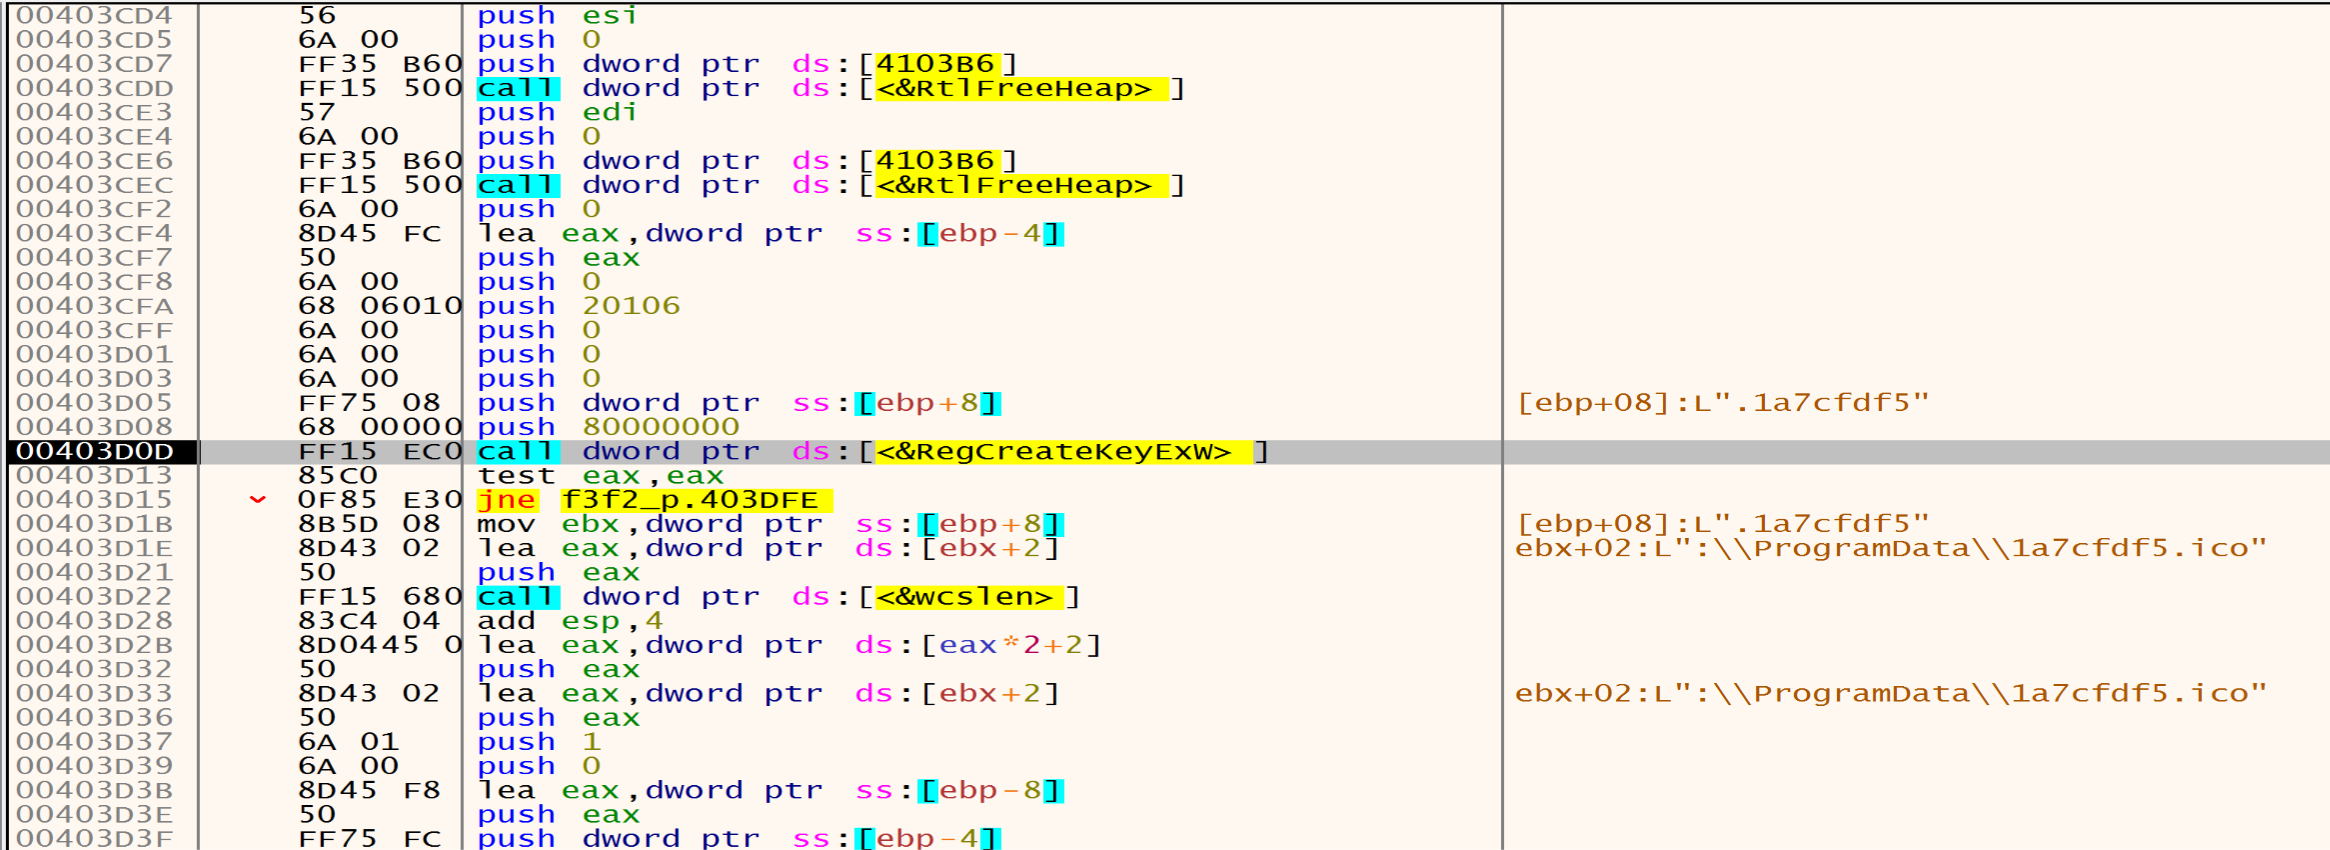 00403CD4 56 push esi
00403CD5 6A 00 push 0
00403CD7 FF35 B60 push dword ptr ds:[4103B6]
00403CDD FF15 500 call dword ptr ds:[<&RtlFreeHeap>]
00403CE3 57 push edi
00403CE4 6A 00 push 0
00403CE6 FF35 B60 push dword ptr ds:[4103B6]
00403CEC FF15 500 call dword ptr ds:[<&RtlFreeHeap>]
00403CF2 6A 00 push 0
00403CF4 8D45 FC lea eax,dword ptr ss:[ebp-4]
00403CF7 50 push eax
00403CF8 6A 00 push 0
00403CFA 68 06010 push 20106
00403CFF 6A 00 push 0
00403D01 6A 00 push 0
00403D03 6A 00 push 0
00403D05 FF75 08 push dword ptr ss:[ebp+8] [ebp+08]:L".1a7cfdf5"
00403D08 68 00000 push 80000000
00403D0D FF15 EC0 call dword ptr ds:[<&RegCreateKeyExW>]
00403D13 85C0 test eax,eax
00403D15 0F85 E30 jne f3f2_p.403DFE
00403D1B 8B5D 08 mov ebx,dword ptr ss:[ebp+8] [ebp+08]:L".1a7cfdf5"
00403D1E 8D43 02 lea eax,dword ptr ds:[ebx+2] ebx+02:L":\\ProgramData\\1a7cfdf5.ico"
00403D21 50 push eax
00403D22 FF15 680 call dword ptr ds:[<&wcslen>]
00403D28 83C4 04 add esp,4
00403D2B 8D0445 0 lea eax,dword ptr ds:[eax*2+2]
00403D32 50 push eax
00403D33 8D43 02 lea eax,dword ptr ds:[ebx+2] ebx+02:L":\\ProgramData\\1a7cfdf5.ico"
00403D36 50 push eax
00403D37 6A 01 push 1
00403D39 6A 00 push 0
00403D3B 8D45 F8 lea eax,dword ptr ss:[ebp-8]
00403D3E 50 push eax
00403D3F FF75 FC push dword ptr ss:[ebp-4]